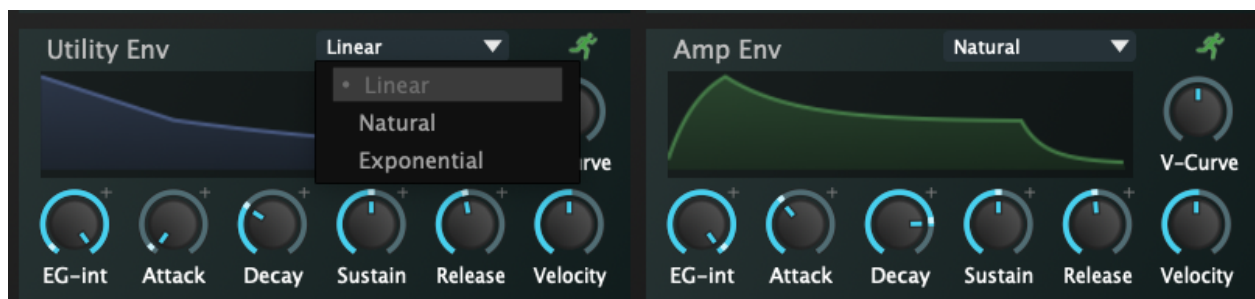 Utility Env
Linear
• Linear
Natural
Exponential
EG-int
Attack
Decay
Sustain
Release
Velocity
Amp Env
Natural
V-Curve
EG-int
Attack
Decay
Sustain
Release
Velocity